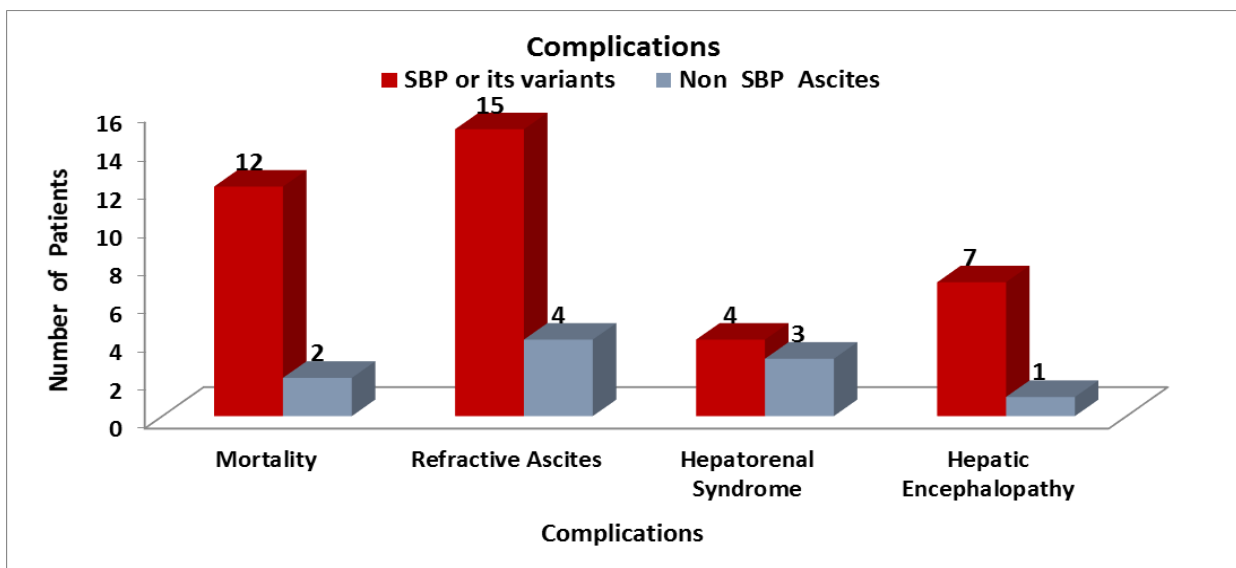 Complications
SBP or its variants Non SBP Ascites
Number of Patients
16
14
12
10
8
6
4
2
0
12
2
15
4
4
3
7
1
Mortality
Refractive Ascites
Hepatorenal
Syndrome
Hepatic
Encephalopathy
Complications